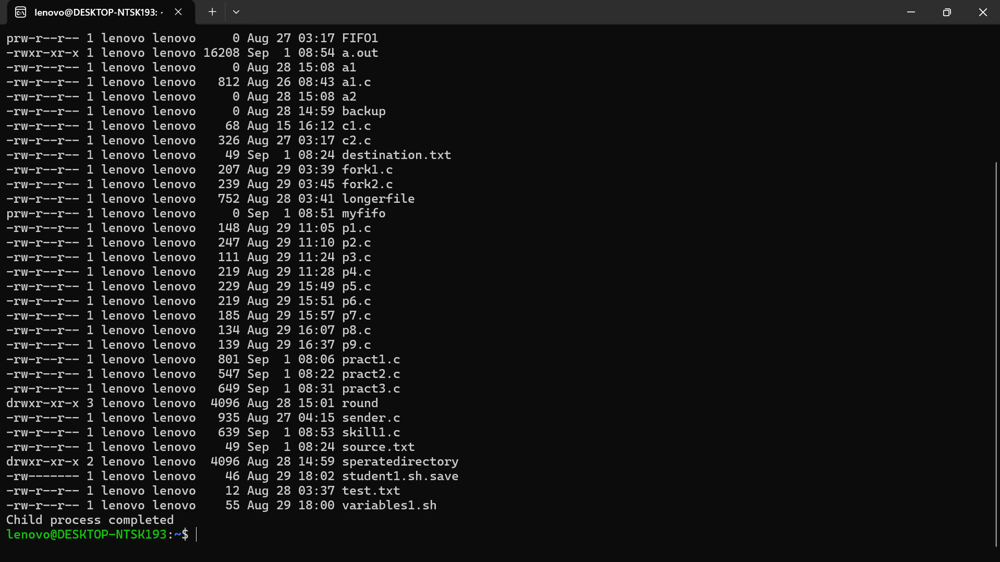 lenovo@DESKTOP-NTSK193: ~
prw-r--r-- 1 lenovo lenovo     0 Aug 27 03:17 FIFO1
-rwxr-xr-x 1 lenovo lenovo 16208 Sep  1 08:54 a.out
-rw-r--r-- 1 lenovo lenovo     0 Aug 28 15:08 a1
-rw-r--r-- 1 lenovo lenovo   812 Aug 26 08:43 a1.c
-rw-r--r-- 1 lenovo lenovo     0 Aug 28 15:08 a2
-rw-r--r-- 1 lenovo lenovo     0 Aug 28 14:59 backup
-rw-r--r-- 1 lenovo lenovo    68 Aug 15 16:12 c1.c
-rw-r--r-- 1 lenovo lenovo   326 Aug 27 03:17 c2.c
-rw-r--r-- 1 lenovo lenovo    49 Sep  1 08:24 destination.txt
-rw-r--r-- 1 lenovo lenovo   207 Aug 29 03:39 fork1.c
-rw-r--r-- 1 lenovo lenovo   239 Aug 29 03:45 fork2.c
-rw-r--r-- 1 lenovo lenovo   752 Aug 28 03:41 longerfile
prw-r--r-- 1 lenovo lenovo     0 Sep  1 08:51 myfifo
-rw-r--r-- 1 lenovo lenovo   148 Aug 29 11:05 p1.c
-rw-r--r-- 1 lenovo lenovo   247 Aug 29 11:10 p2.c
-rw-r--r-- 1 lenovo lenovo   111 Aug 29 11:24 p3.c
-rw-r--r-- 1 lenovo lenovo   219 Aug 29 11:28 p4.c
-rw-r--r-- 1 lenovo lenovo   229 Aug 29 15:49 p5.c
-rw-r--r-- 1 lenovo lenovo   219 Aug 29 15:51 p6.c
-rw-r--r-- 1 lenovo lenovo   185 Aug 29 15:57 p7.c
-rw-r--r-- 1 lenovo lenovo   134 Aug 29 16:07 p8.c
-rw-r--r-- 1 lenovo lenovo   139 Aug 29 16:37 p9.c
-rw-r--r-- 1 lenovo lenovo   801 Sep  1 08:06 pract1.c
-rw-r--r-- 1 lenovo lenovo   547 Sep  1 08:22 pract2.c
-rw-r--r-- 1 lenovo lenovo   649 Sep  1 08:31 pract3.c
drwxr-xr-x 3 lenovo lenovo  4096 Aug 28 15:01 round
-rw-r--r-- 1 lenovo lenovo   935 Aug 27 04:15 sender.c
-rw-r--r-- 1 lenovo lenovo   639 Sep  1 08:53 skill1.c
-rw-r--r-- 1 lenovo lenovo    49 Sep  1 08:24 source.txt
drwxr-xr-x 2 lenovo lenovo  4096 Aug 28 14:59 speratedirectory
-rw------- 1 lenovo lenovo    46 Aug 29 18:02 student1.sh.save
-rw-r--r-- 1 lenovo lenovo    12 Aug 28 03:37 test.txt
-rw-r--r-- 1 lenovo lenovo    55 Aug 29 18:00 variables1.sh
Child process completed
lenovo@DESKTOP-NTSK193:~$